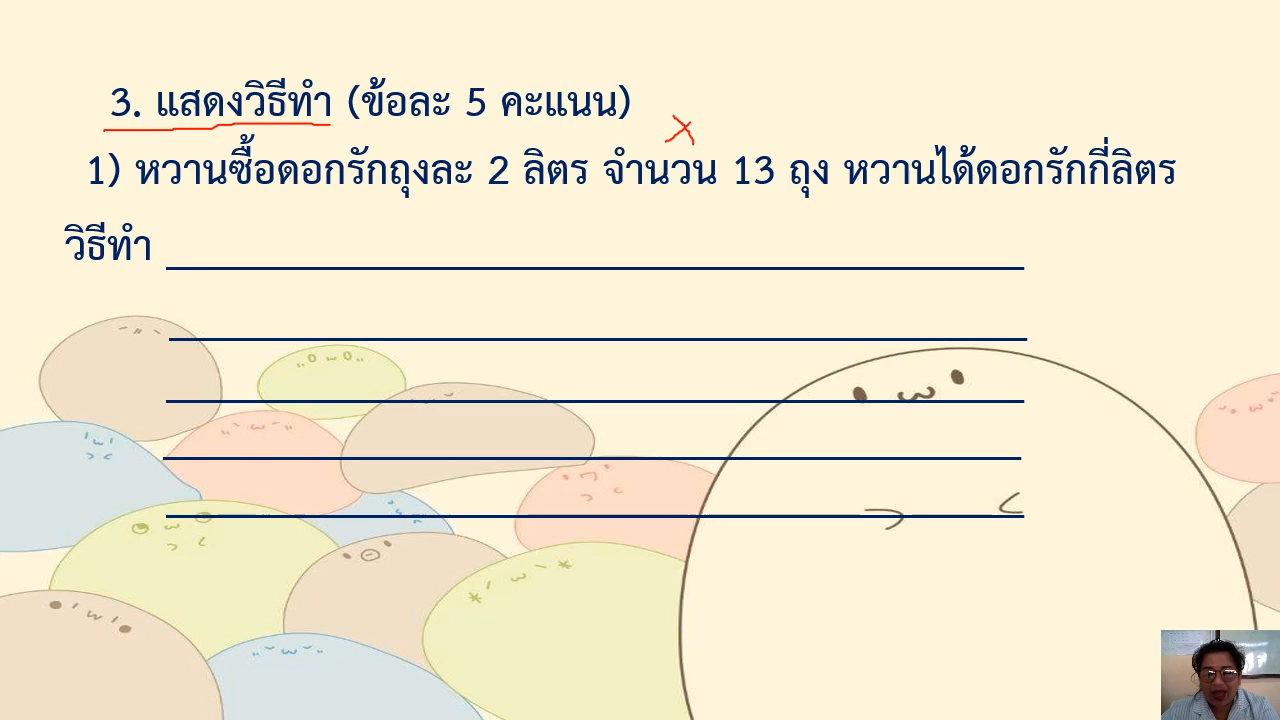 3. แสดงวิธีทำ (ข้อละ 5 คะแนน)
1) หวานซื้อดอกรักถุงละ 2 ลิตร จำนวน 13 ถุง หวานได้ดอกรักกี่ลิตร
วิธีทำ